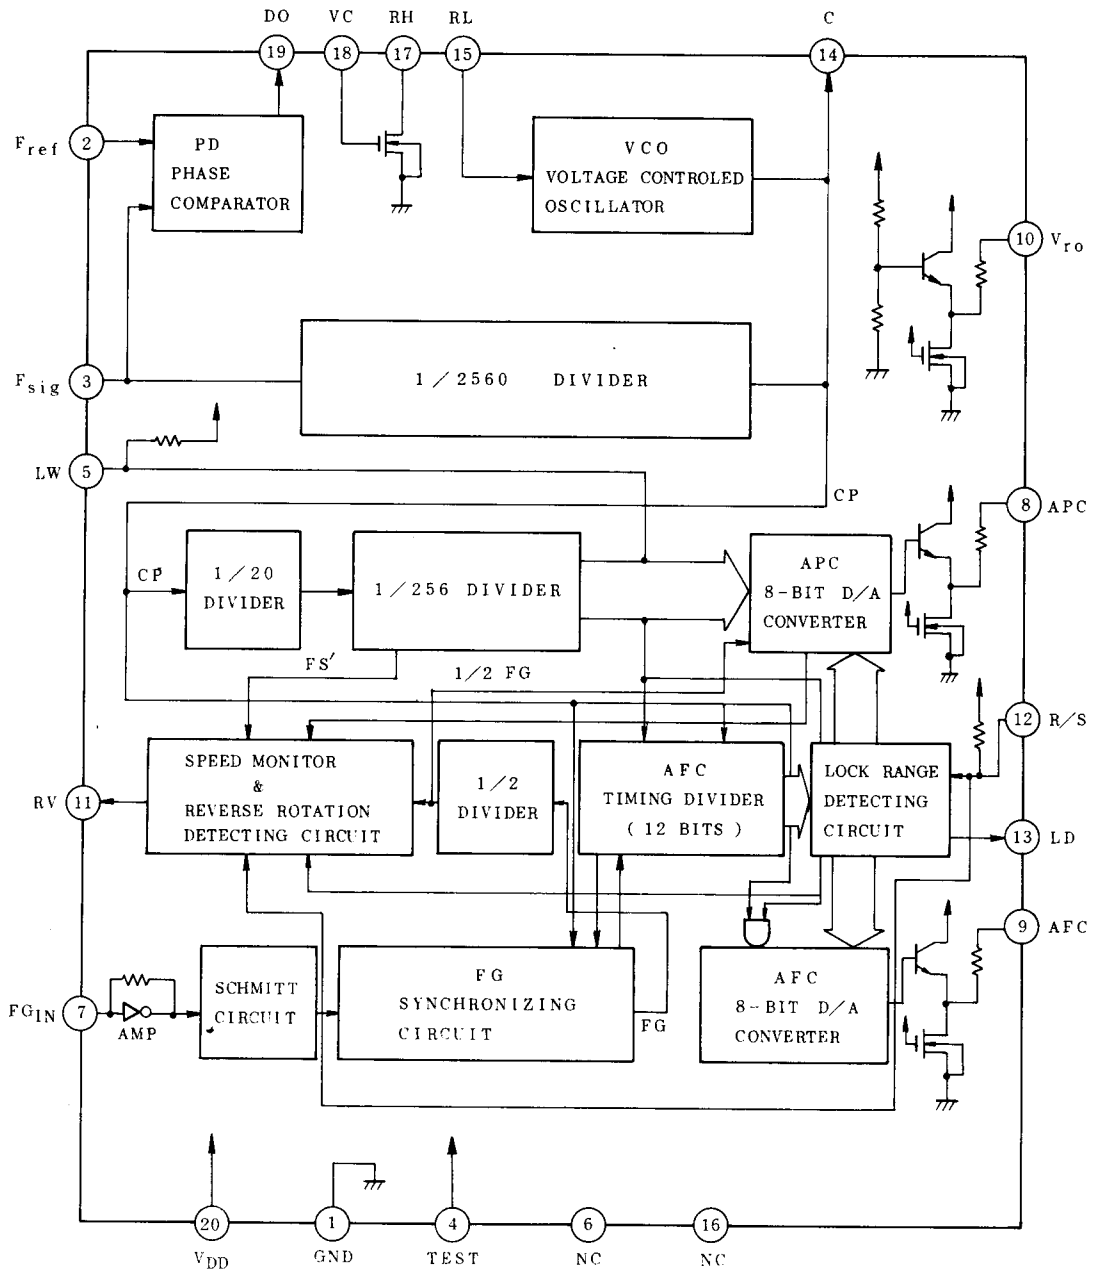 DO VC RH RL C
19 18 17 15 14
Fref 2
PD
PHASE
COMPARATOR
VCO
VOLTAGE CONTROLED
OSCILLATOR
10 Vro
Fsig 3
1/2560 DIVIDER
LW 5
CP
8 APC
CP
1/20
DIVIDER
1/256 DIVIDER
APC
8-BIT D/A
CONVERTER
FS'
1/2 FG
12 R/S
RV 11
SPEED MONITOR
&
REVERSE ROTATION
DETECTING CIRCUIT
1/2
DIVIDER
AFC
TIMING DIVIDER
(12 BITS)
LOCK RANGE
DETECTING
CIRCUIT
13 LD
9 AFC
FGIN 7
AMP
SCHMITT
CIRCUIT
FG
SYNCHRONIZING
CIRCUIT
FG
AFC
8-BIT D/A
CONVERTER
20 1 4 6 16
VDD GND TEST NC NC